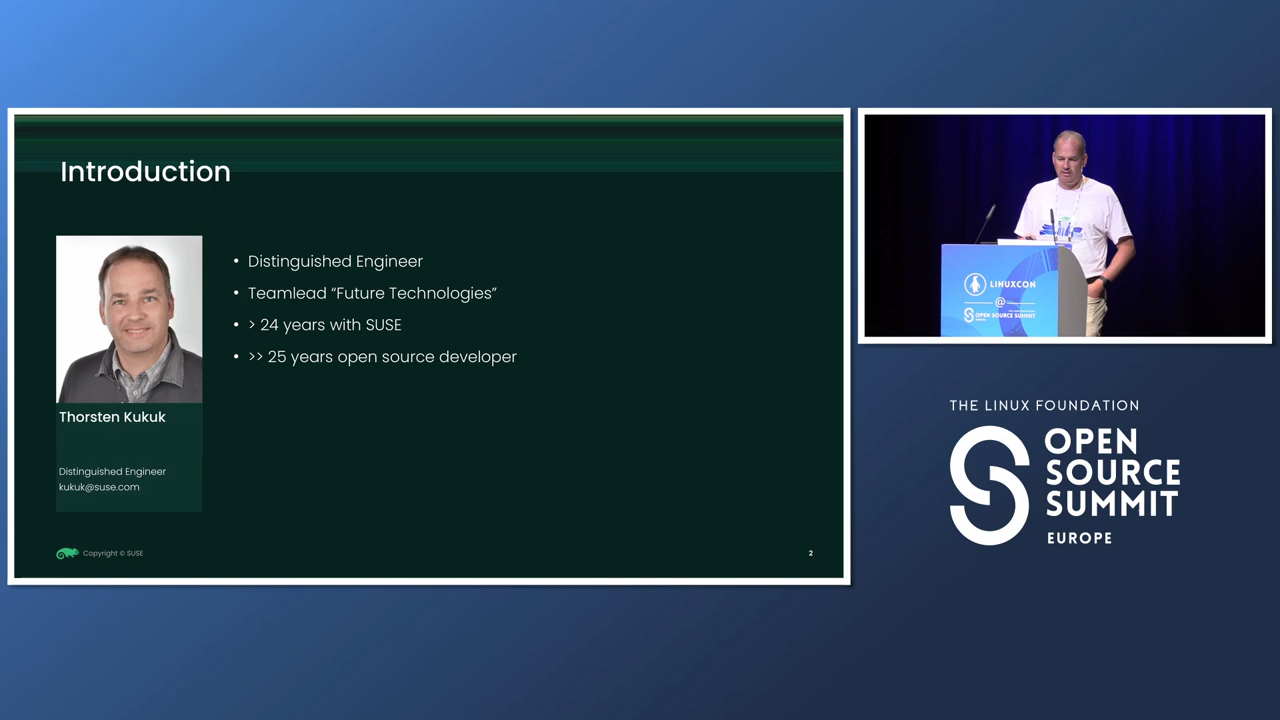 Introduction
• Distinguished Engineer
• Teamlead “Future Technologies”
• > 24 years with SUSE
• >> 25 years open source developer
Thorsten Kukuk
Distinguished Engineer
kukuk@suse.com
Copyright © SUSE
2
LINUXCON
@
OPEN SOURCE SUMMIT
THE LINUX FOUNDATION
OPEN
SOURCE
SUMMIT
EUROPE